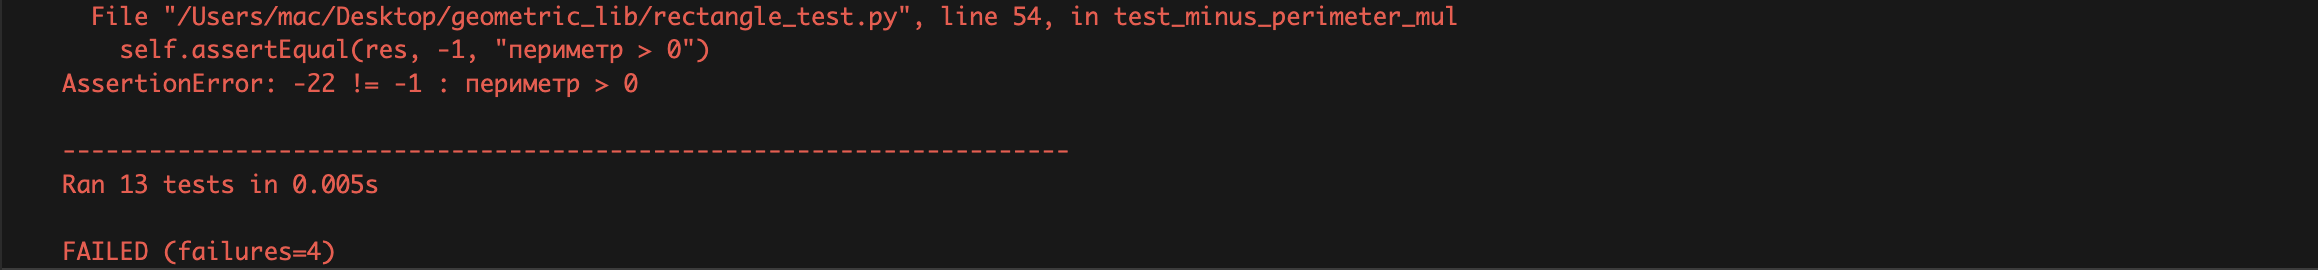 File "/Users/mac/Desktop/geometric_lib/rectangle_test.py", line 54, in test_minus_perimeter_mul
self.assertEqual(res, -1, "периметр > 0")
AssertionError: -22 != -1 : периметр > 0
----------------------------------------------------------------------
Ran 13 tests in 0.005s
FAILED (failures=4)